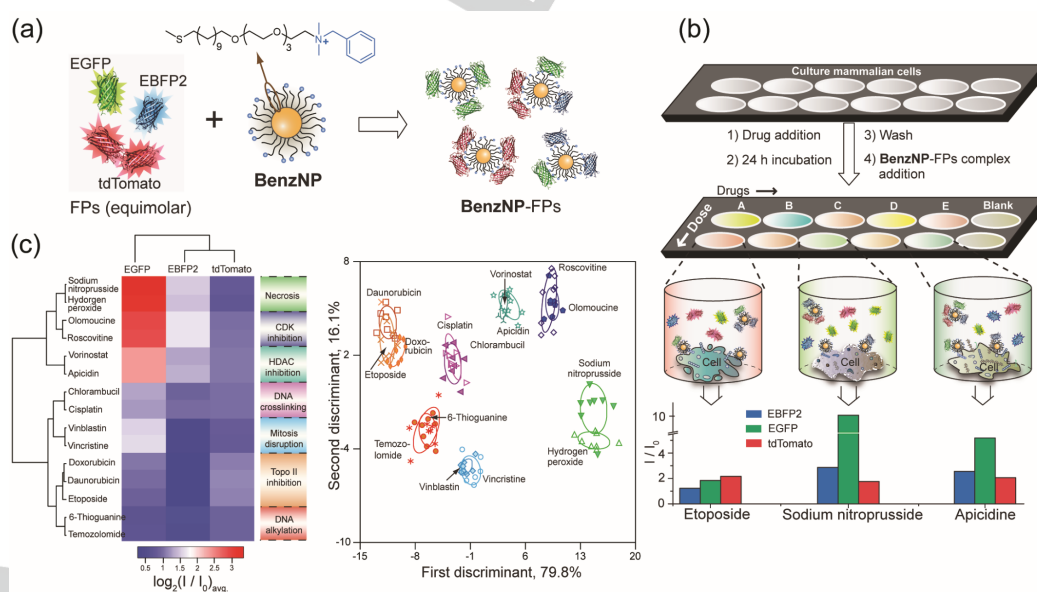 (a)
S
9
O
O
3
N+
EGFP
EBFP2
tdTomato
FPs (equimolar)
+
BenzNP
BenzNP-FPs
(b)
Culture mammalian cells
1) Drug addition
2) 24 h incubation
3) Wash
4) BenzNP-FPs complex
addition
Drugs
Dose
A
B
C
D
E
Blank
Cell
Cell
Cell
I / I0
10
6
4
2
0
EBFP2
EGFP
tdTomato
Etoposide
Sodium nitroprusside
Apicidine
(c)
EGFP
EBFP2
tdTomato
Sodium
nitroprusside
Hydorgen
peroxide
Olomoucine
Roscovitine
Vorinostat
Apicidin
Chlorambucil
Cisplatin
Vinblastin
Vincristine
Doxorubicin
Daunorubicin
Etoposide
6-Thioguanine
Temozolomide
Necrosis
CDK
inhibition
HDAC
inhibition
DNA
crosslinking
Mitosis
disruption
Topo II
inhibition
DNA
alkylation
0.5 1 1.5 2 2.5 3
log2(I / I0)avg.
Second discriminant, 16.1%
8
2
-4
-10
-15
-8
-1
6
13
20
First discriminant, 79.8%
Daunorubicin
Doxo-
rubicin
Etoposide
Cisplatin
Chlorambucil
Vorinostat
Apicidin
Roscovitine
Olomoucine
Sodium
nitroprusside
Hydrogen
peroxide
6-Thioguanine
Temozo-
lomide
Vinblastin
Vincristine